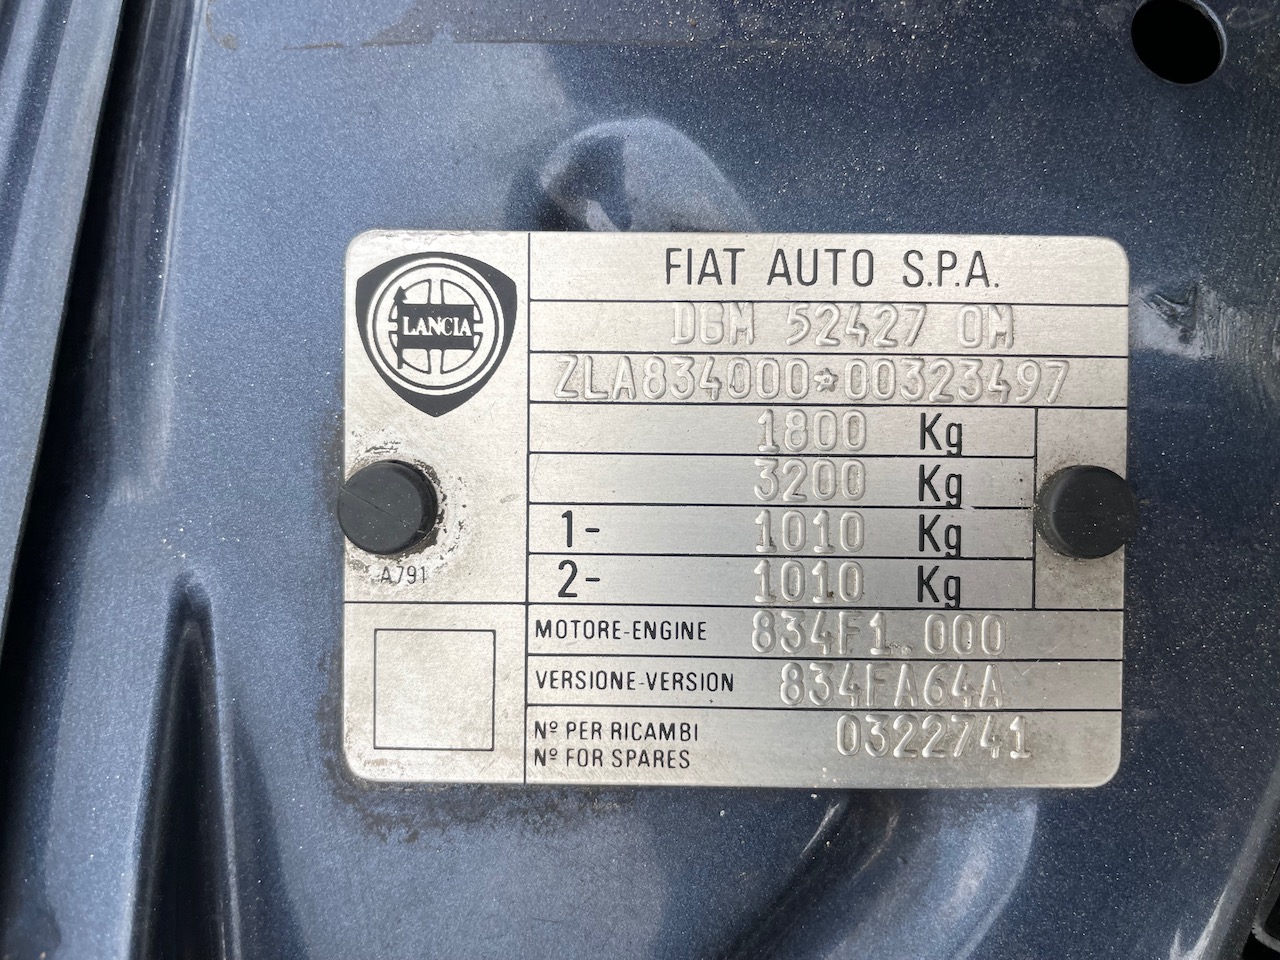 LANCIA
FIAT AUTO S.P.A.
DGM 52427 OM
ZLA834000*00323497
1800 Kg
3200 Kg
1- 1010 Kg
2- 1010 Kg
A791
MOTORE-ENGINE 834F1.000
VERSIONE-VERSION 834FA64A
Nº PER RICAMBI 0322741
Nº FOR SPARES